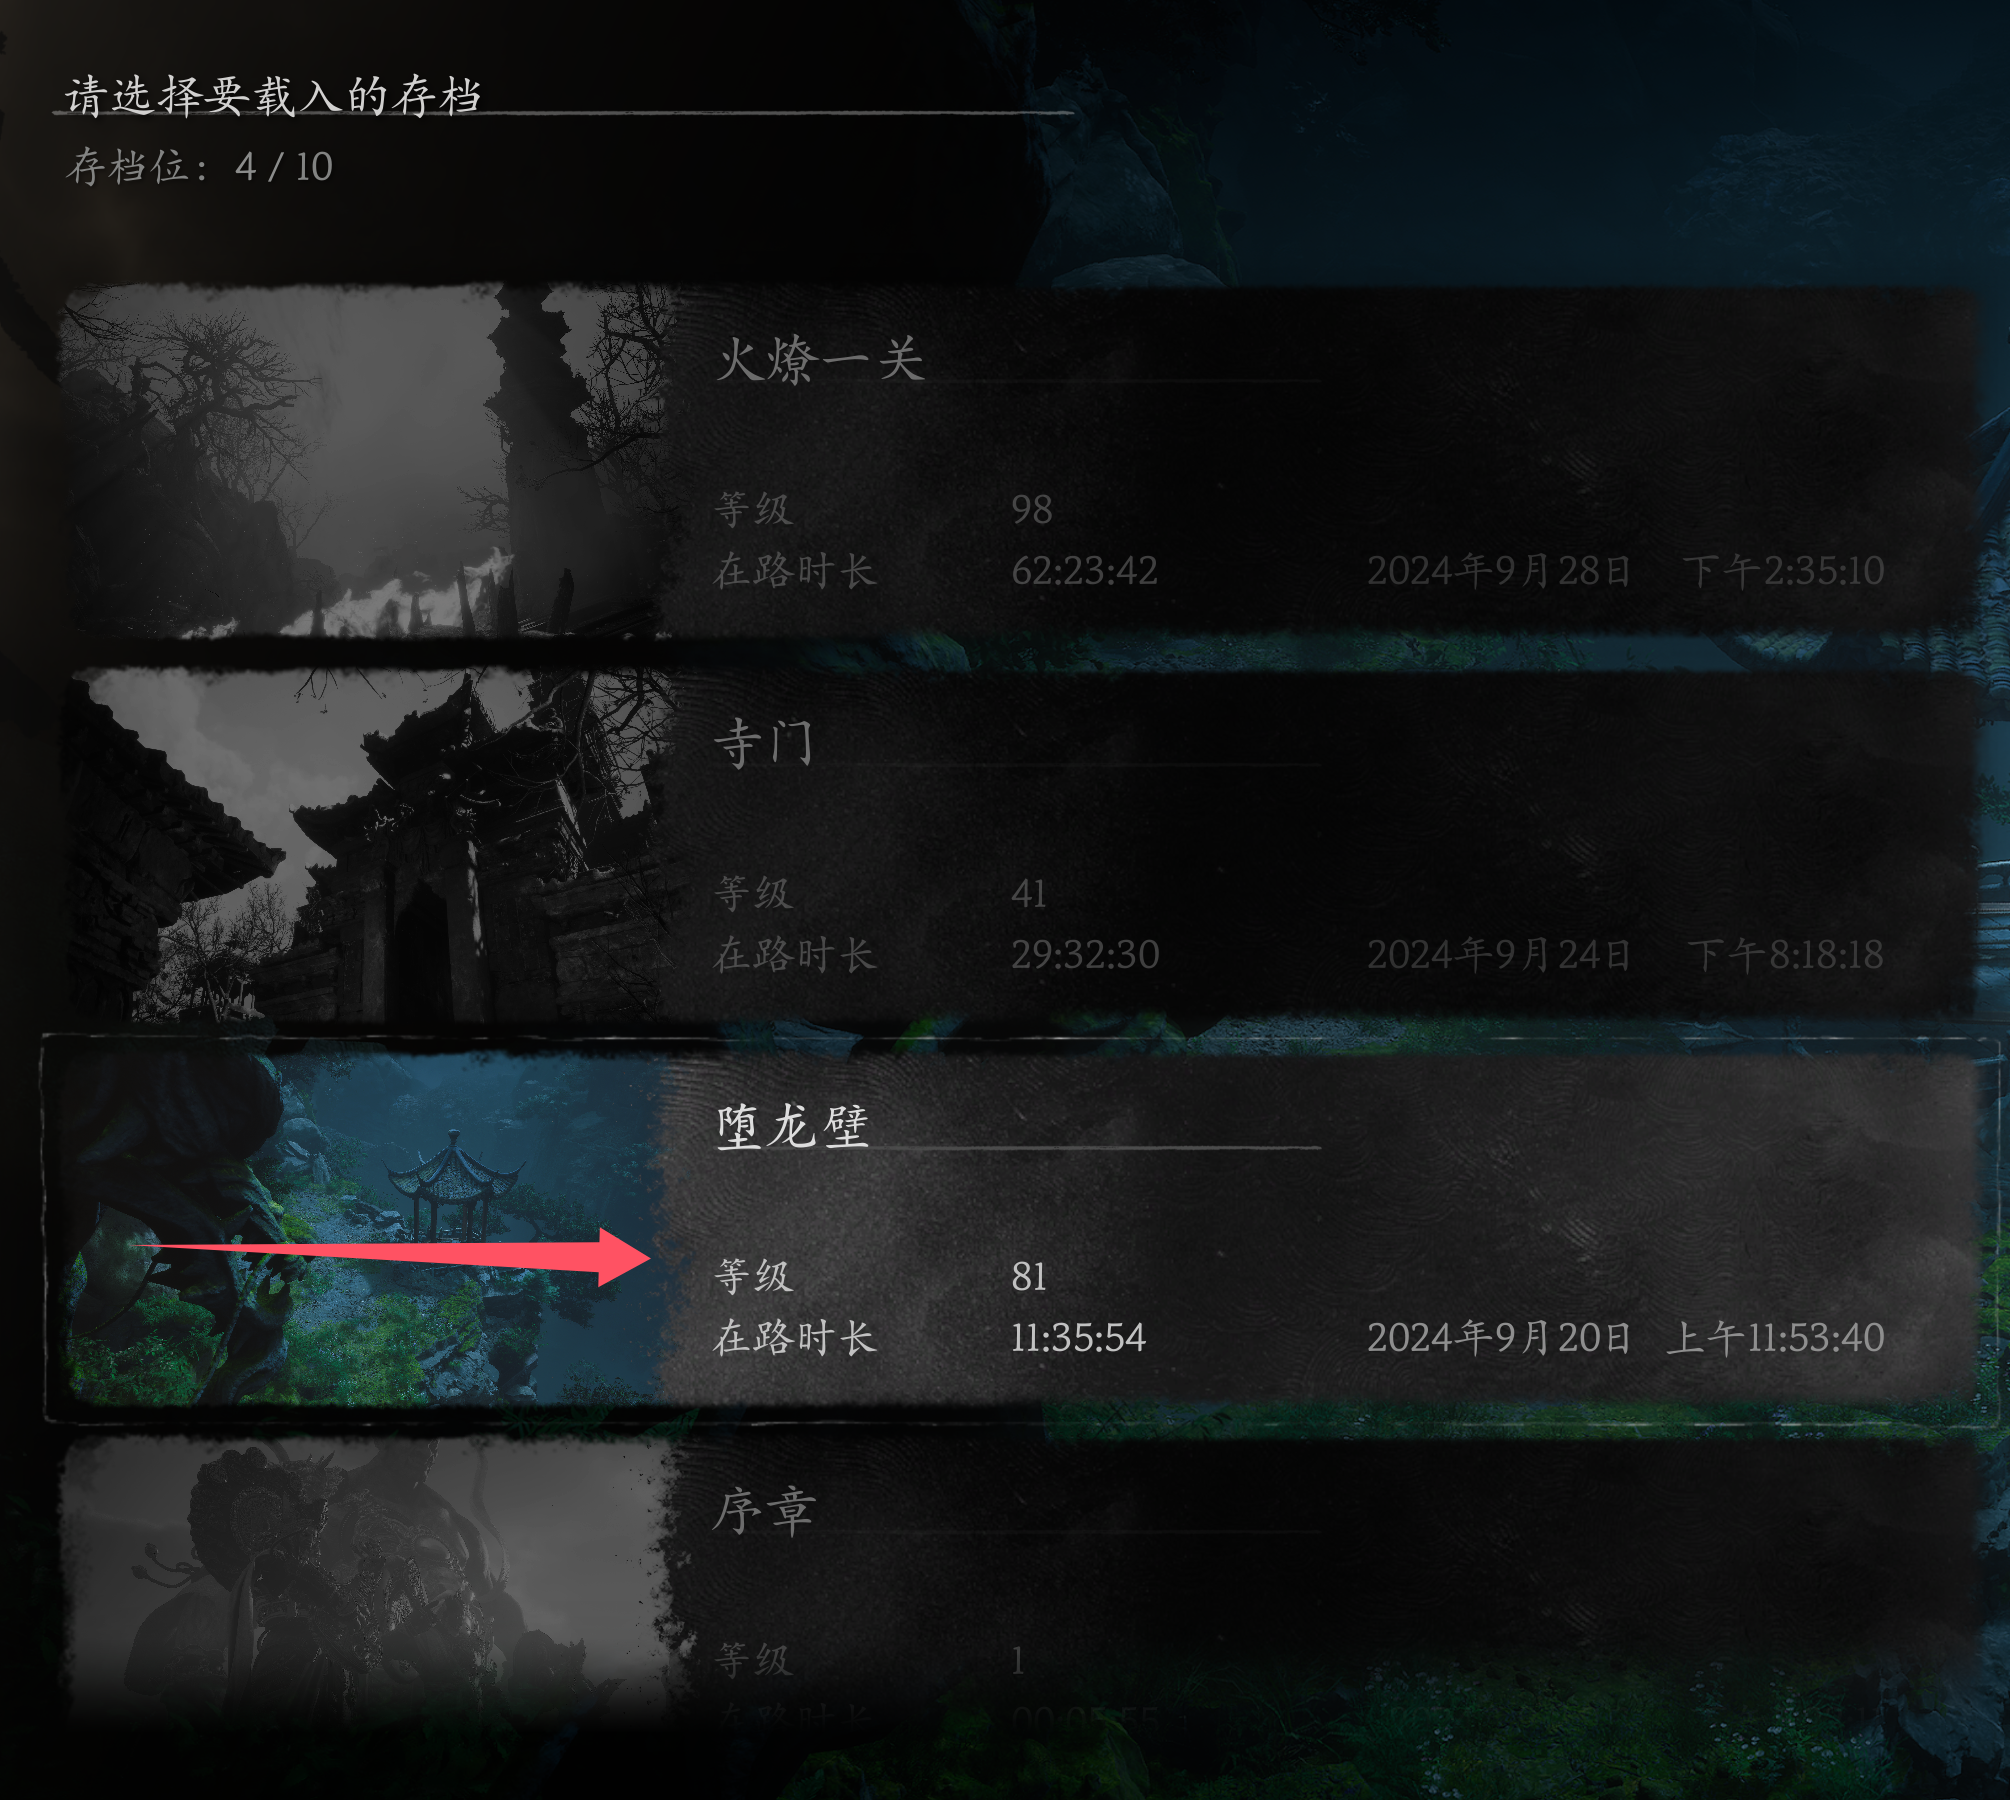 请选择要载入的存档
存档位：4 / 10
火燎一关
等级 98
在路时长 62:23:42 2024年9月28日 下午2:35:10
寺门
等级 41
在路时长 29:32:30 2024年9月24日 下午8:18:18
堕龙壁
等级 81
在路时长 11:35:54 2024年9月20日 上午11:53:40
序章
等级 1
在路时长